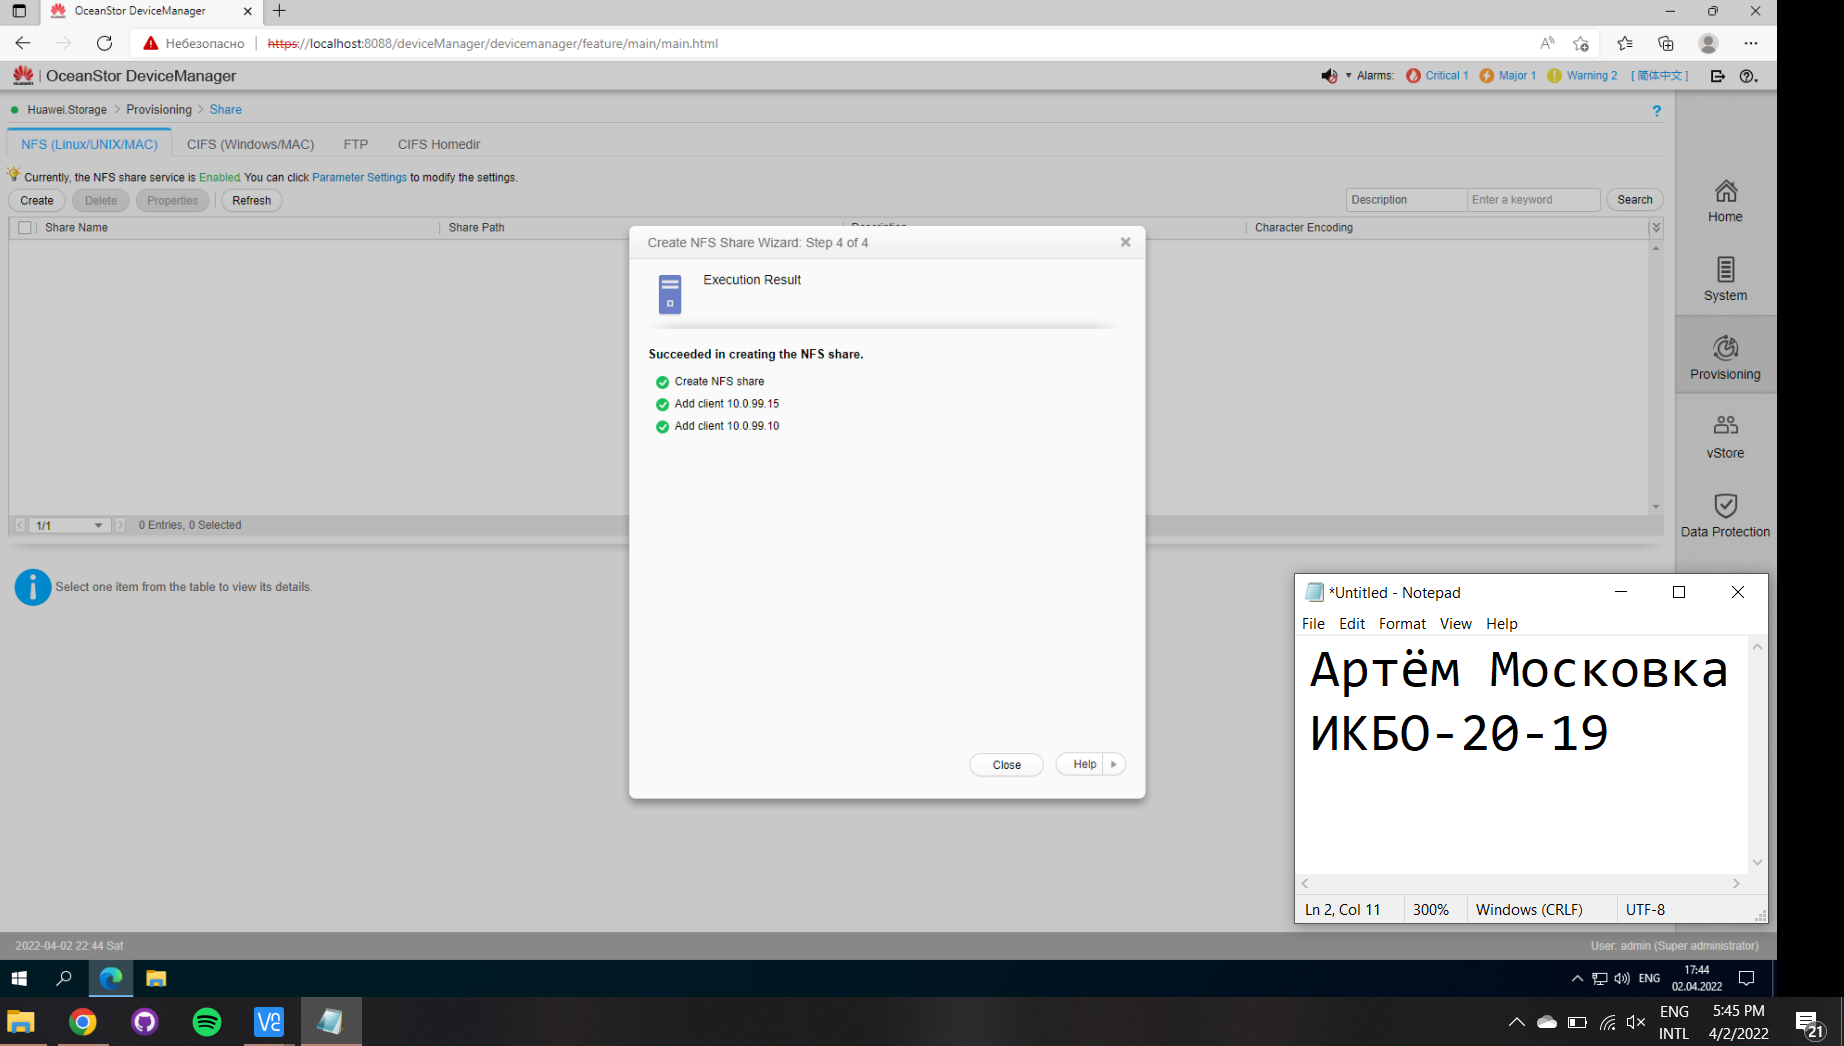 OceanStor DeviceManager
Небезопасно
https://localhost:8088/deviceManager/devicemanager/feature/main/main.html
HUAWEI | OceanStor DeviceManager
Alarms: Critical 1 Major 1 Warning 2 [简体中文]
Huawei.Storage > Provisioning > Share
?
NFS (Linux/UNIX/MAC) CIFS (Windows/MAC) FTP CIFS Homedir
Currently, the NFS share service is Enabled. You can click Parameter Settings to modify the settings.
Create Delete Properties Refresh
Description Enter a keyword Search
Share Name Share Path Description Character Encoding
Create NFS Share Wizard: Step 4 of 4
Execution Result
Succeeded in creating the NFS share.
Create NFS share
Add client 10.0.99.15
Add client 10.0.99.10
Close Help
1/1 0 Entries, 0 Selected
Select one item from the table to view its details.
Home
System
Provisioning
vStore
Data Protection
*Untitled - Notepad
File Edit Format View Help
Артём Московка
ИКБО-20-19
Ln 2, Col 11 300% Windows (CRLF) UTF-8
2022-04-02 22:44 Sat
User: admin (Super administrator)
ENG
17:44
02.04.2022
ENG
INTL
5:45 PM
4/2/2022
21